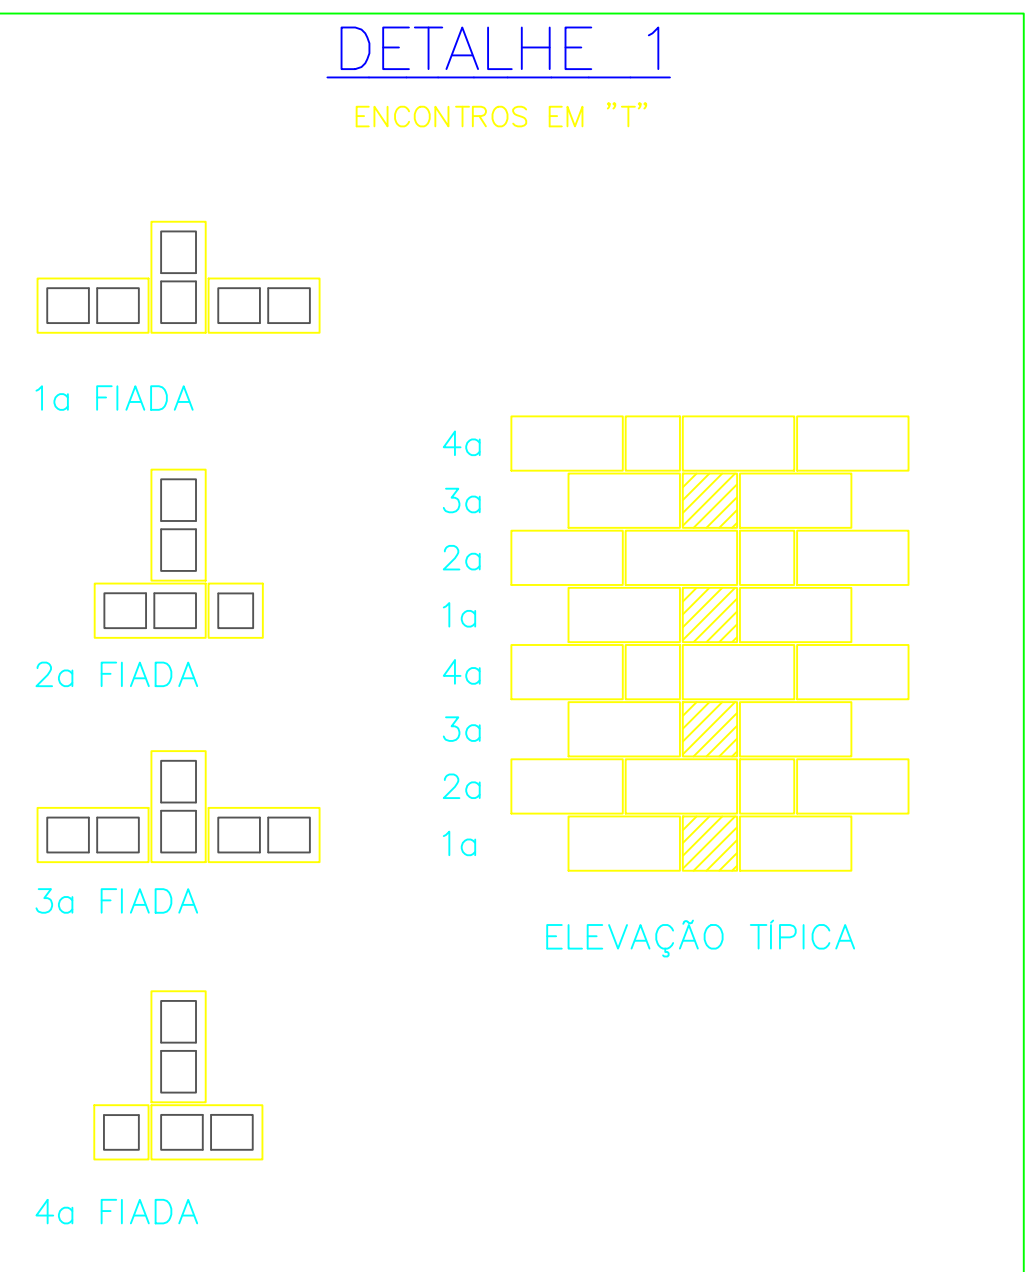 DETALHE 1
ENCONTROS EM "T"
1a FIADA
2a FIADA
3a FIADA
4a FIADA
4a
3a
2a
1a
4a
3a
2a
1a
ELEVAÇÃO TÍPICA